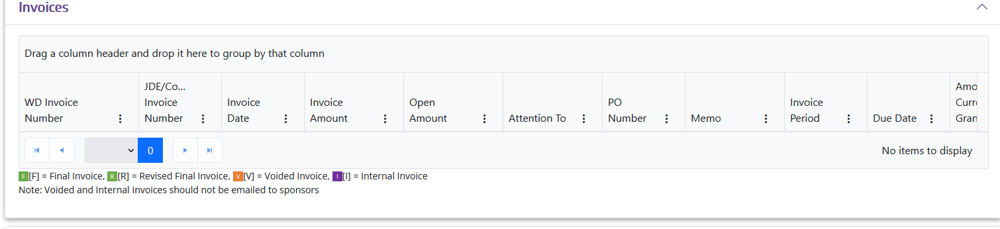 Invoices
Drag a column header and drop it here to group by that column
WD Invoice Number
JDE/Co... Invoice Number
Invoice Date
Invoice Amount
Open Amount
Attention To
PO Number
Memo
Invoice Period
Due Date
Amo Curr Gran
0
No items to display
F [F] = Final Invoice, R [R] = Revised Final Invoice, V [V] = Voided Invoice, I [I] = Internal Invoice
Note: Voided and Internal Invoices should not be emailed to sponsors